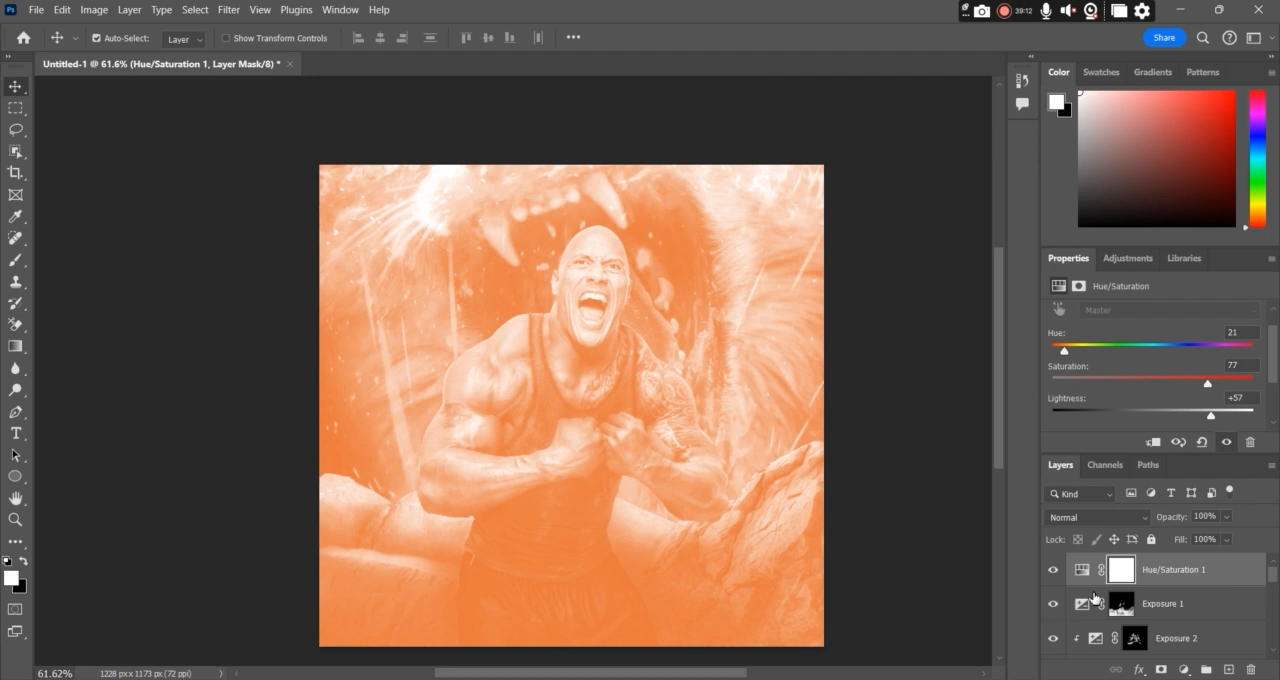 Ps File Edit Image Layer Type Select Filter View Plugins Window Help 39:12
Auto-Select: Layer Show Transform Controls Share
Untitled-1 @ 61.6% (Hue/Saturation 1, Layer Mask/8) *
Color Swatches Gradients Patterns
Properties Adjustments Libraries
Hue/Saturation
Master
Hue: 21
Saturation: 77
Lightness: +57
Layers Channels Paths
Kind
Normal Opacity: 100%
Lock: Fill: 100%
Hue/Saturation 1
Exposure 1
Exposure 2
61.62% 1228 px x 1173 px (72 ppi)